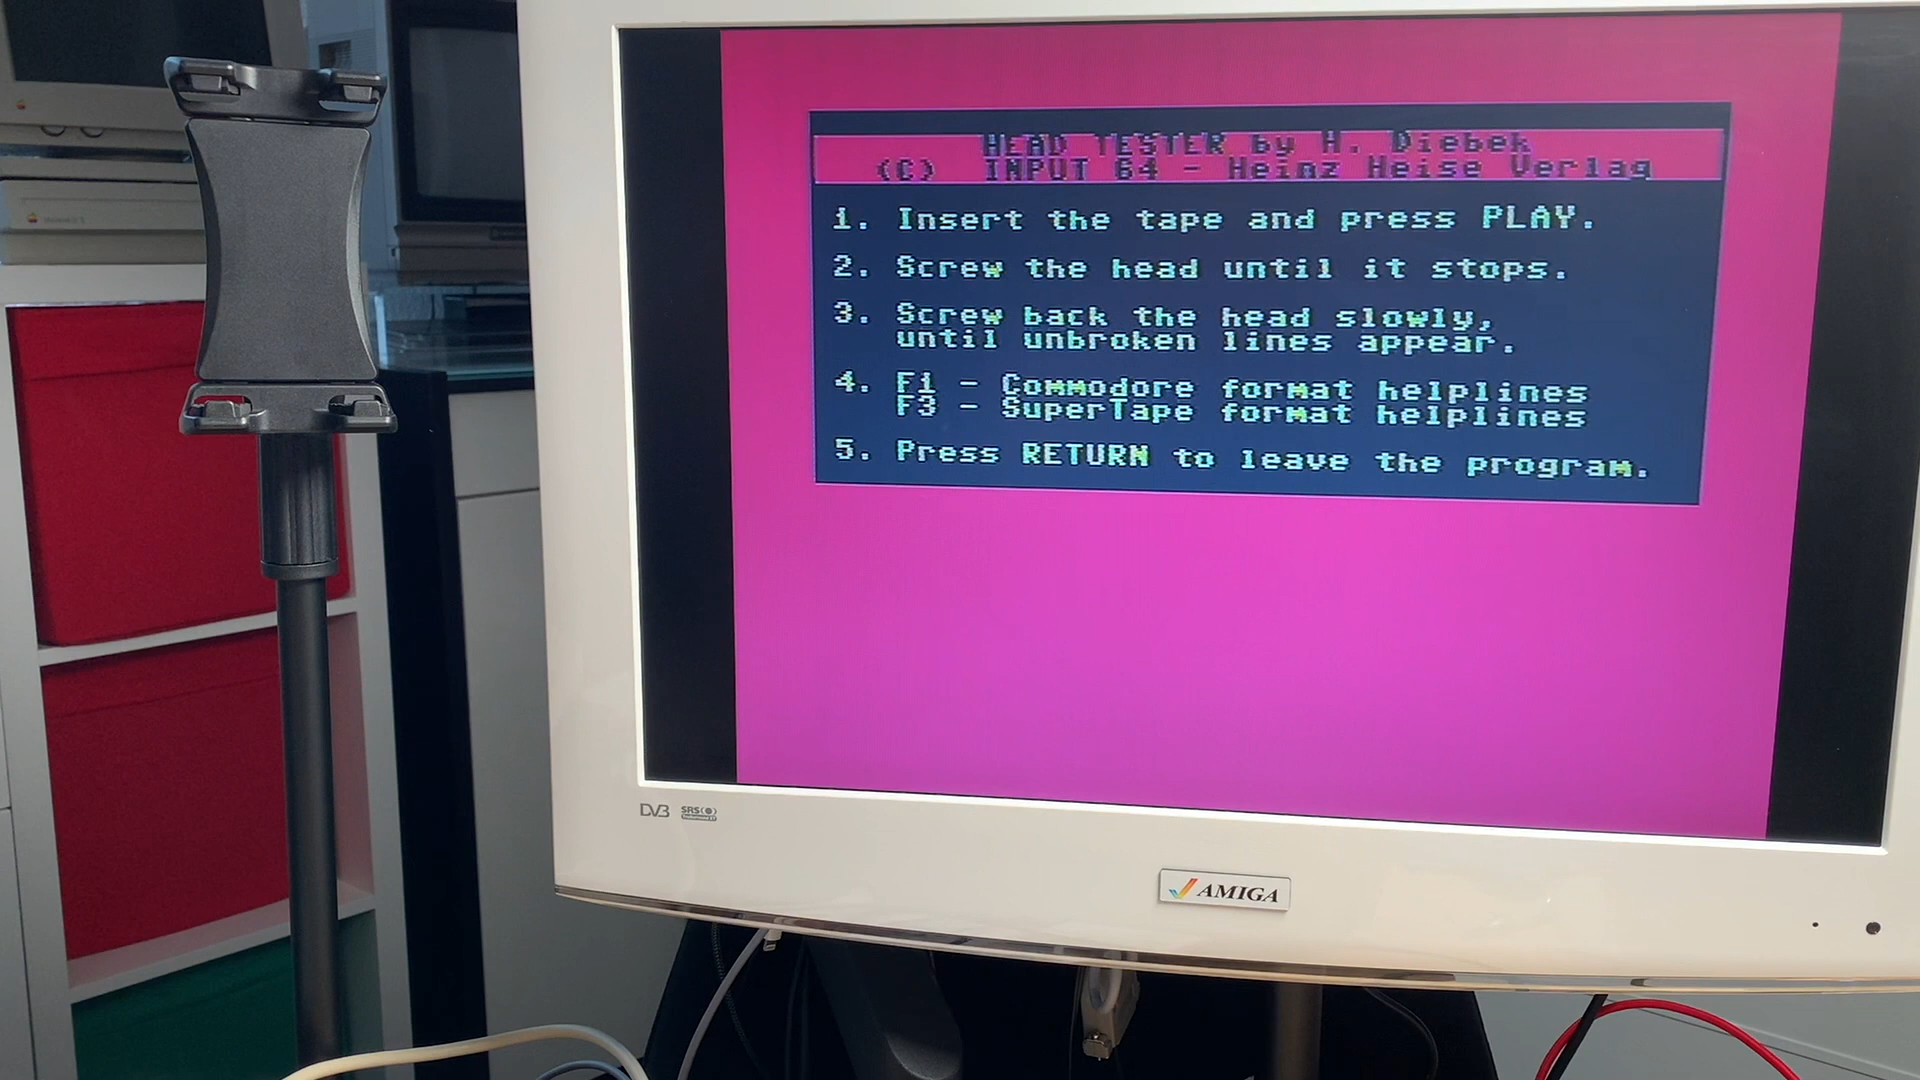 HEAD TESTER by H. Diebek
(C) INPUT 64 - Heinz Heise Verlag
1. Insert the tape and press PLAY.
2. Screw the head until it stops.
3. Screw back the head slowly,
until unbroken lines appear.
4. F1 - Commodore format helplines
F3 - SuperTape format helplines
5. Press RETURN to leave the program.
DVB SRS
AMIGA